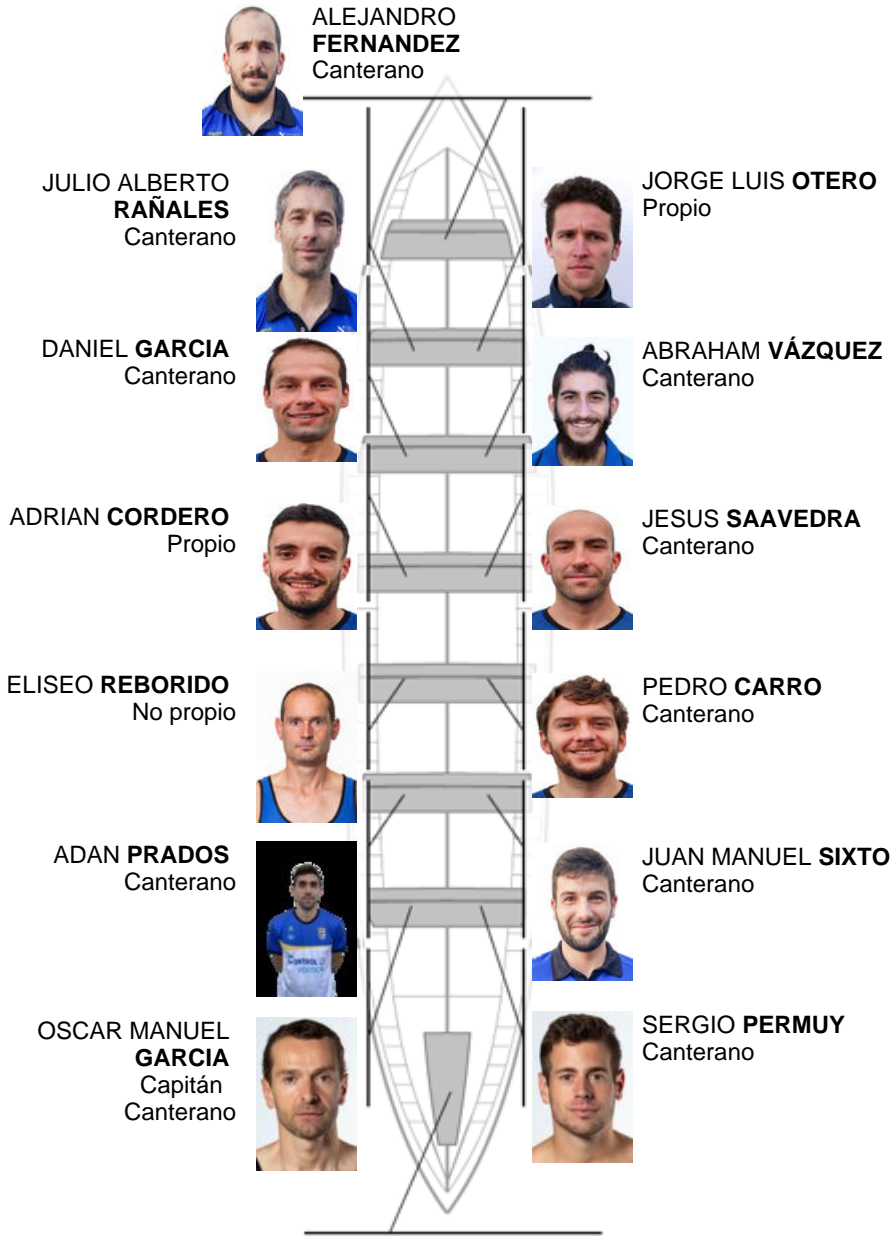 ALEJANDRO
FERNANDEZ
Canterano
JULIO ALBERTO
RAÑALES
Canterano
JORGE LUIS OTERO
Propio
DANIEL GARCIA
Canterano
ABRAHAM VÁZQUEZ
Canterano
ADRIAN CORDERO
Propio
JESUS SAAVEDRA
Canterano
ELISEO REBORIDO
No propio
PEDRO CARRO
Canterano
ADAN PRADOS
Canterano
JUAN MANUEL SIXTO
Canterano
OSCAR MANUEL
GARCIA
Capitán
Canterano
SERGIO PERMUY
Canterano